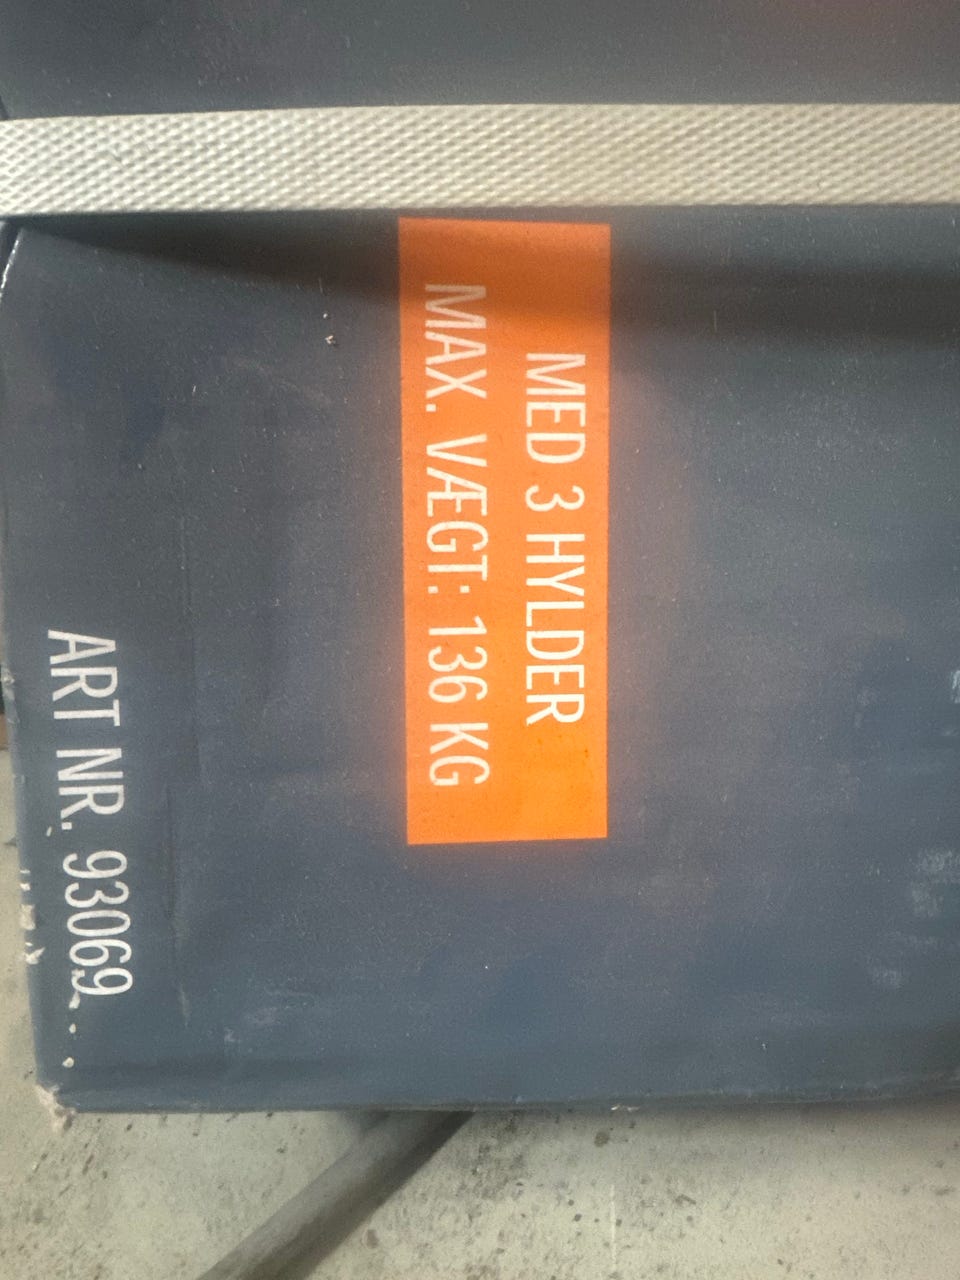 MED 3 HYLDER
MAX. VÆGT: 136 KG
ART NR. 93069